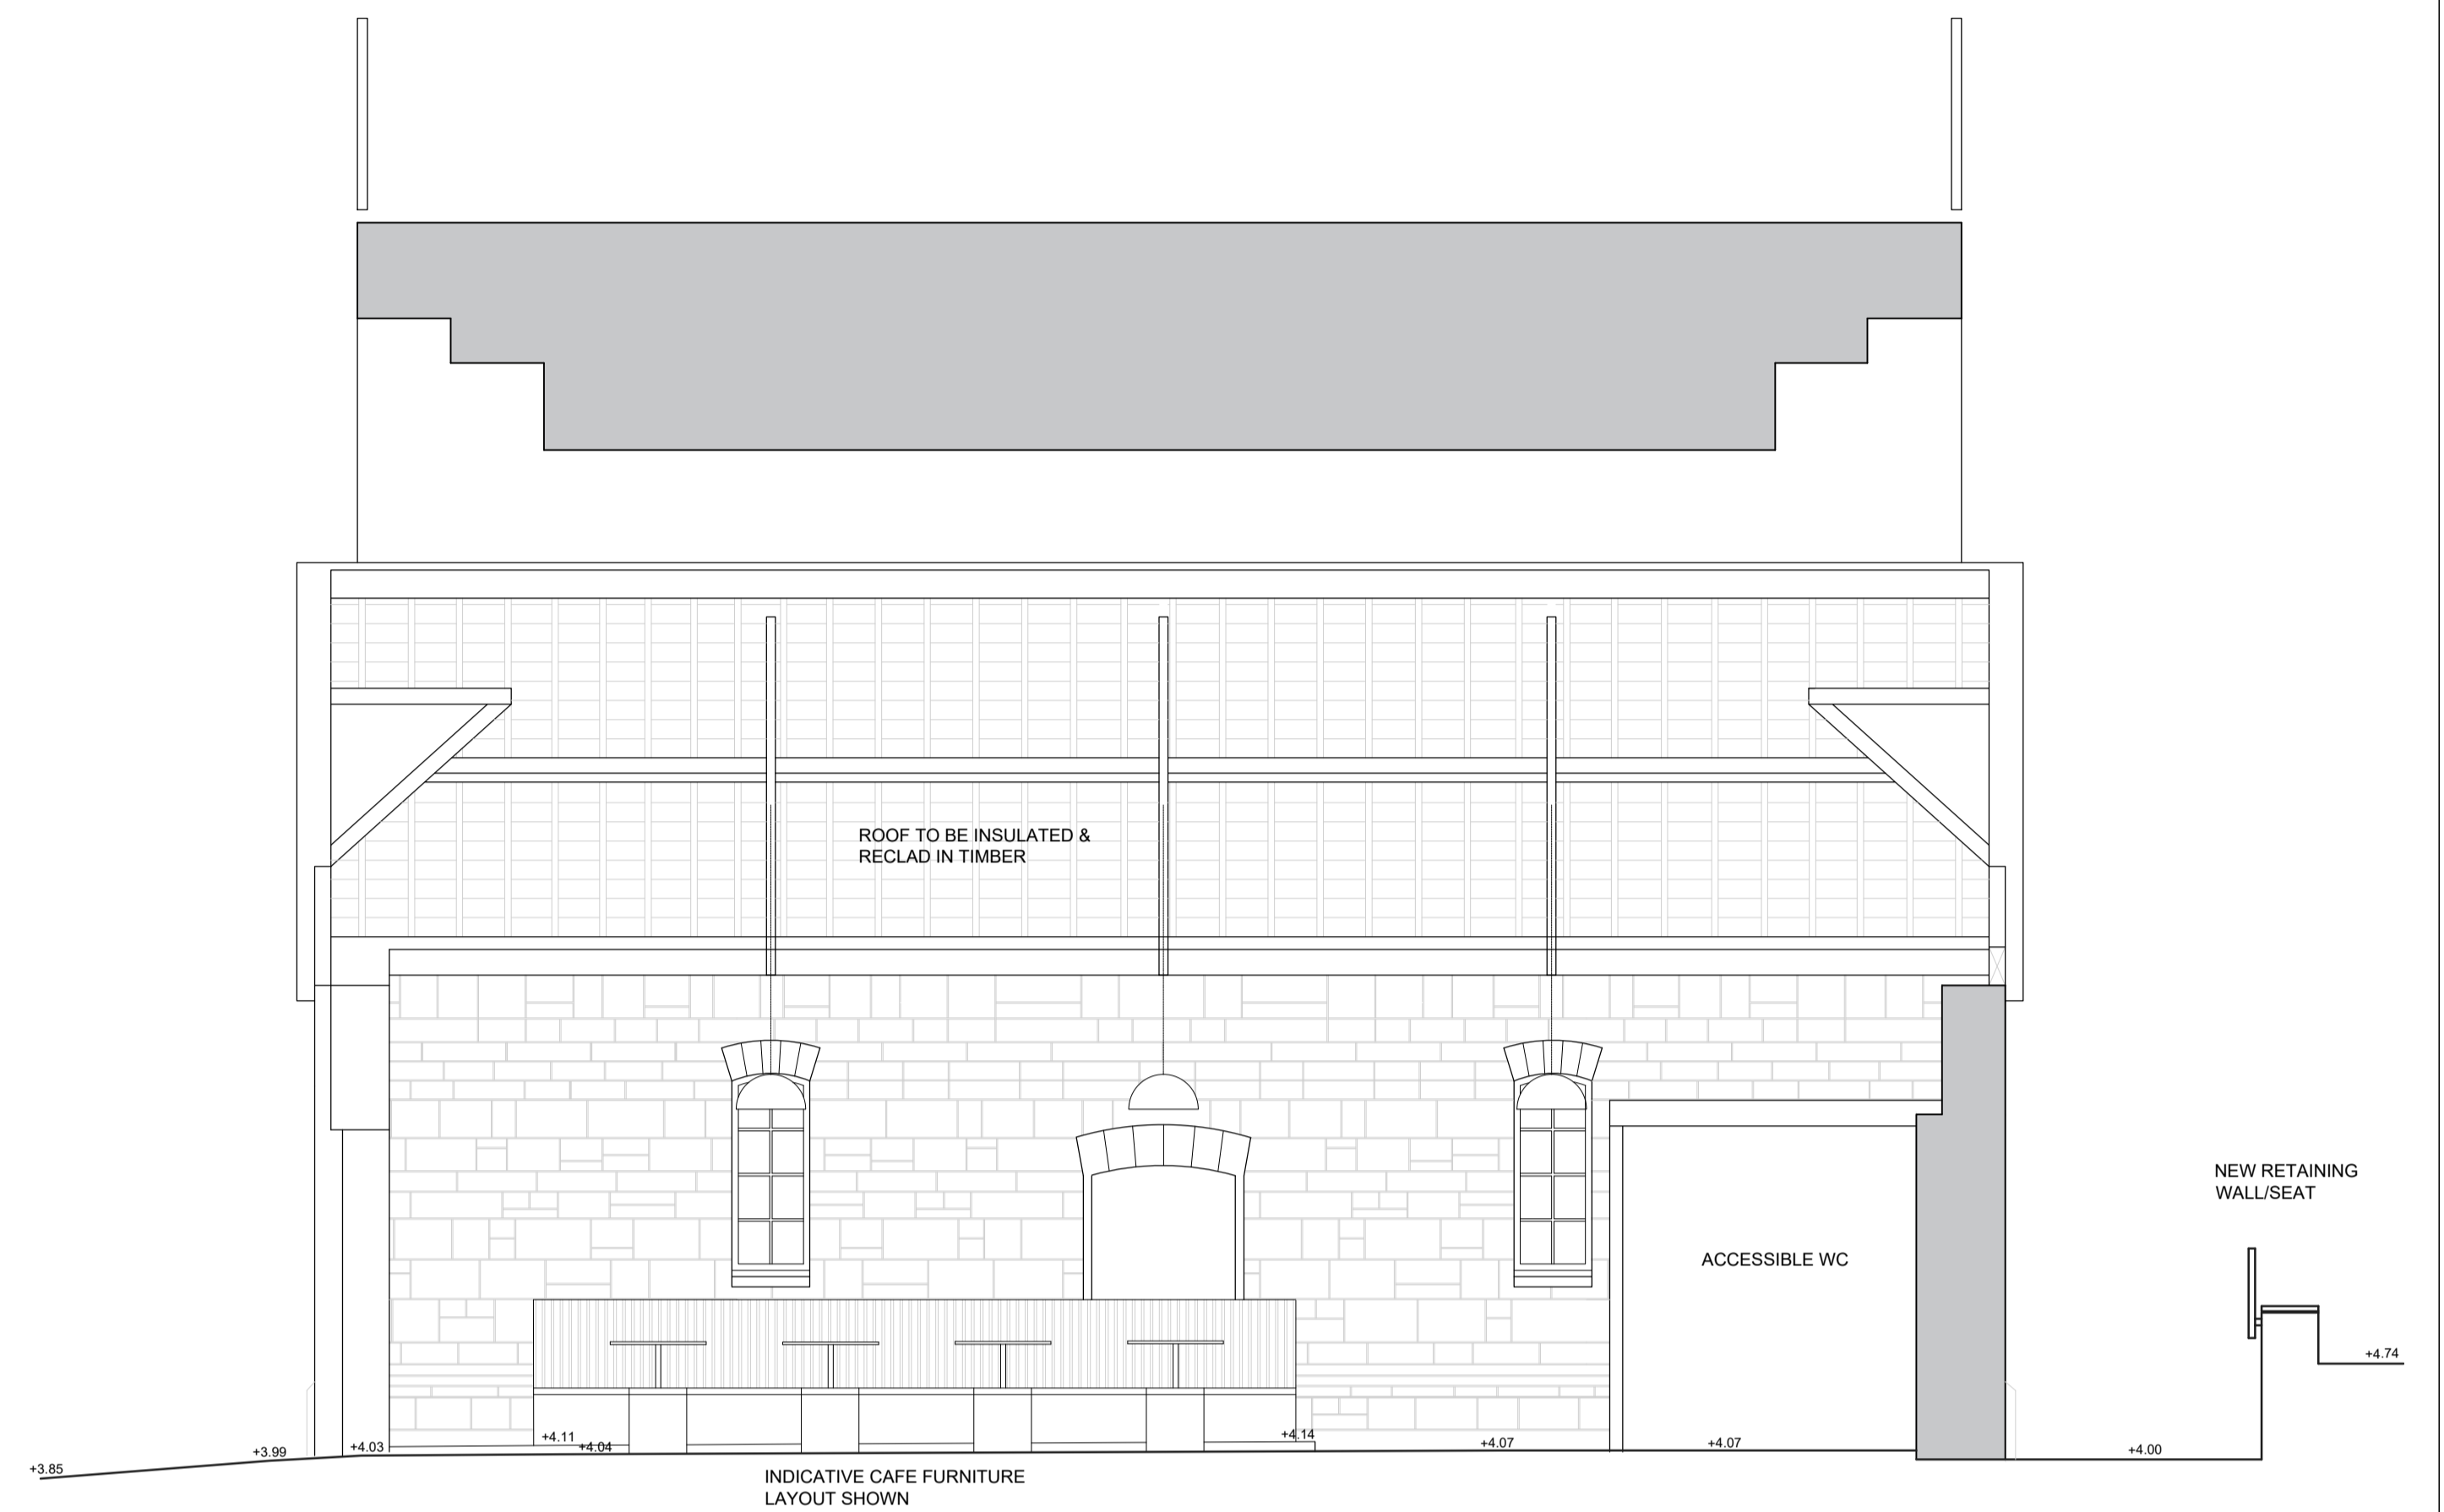 ROOF TO BE INSULATED &
RECLAD IN TIMBER
NEW RETAINING
WALL/SEAT
ACCESSIBLE WC
+4.74
+3.85
+3.99
+4.03
+4.11
+4.04
+4.14
+4.07
+4.07
+4.00
INDICATIVE CAFE FURNITURE
LAYOUT SHOWN